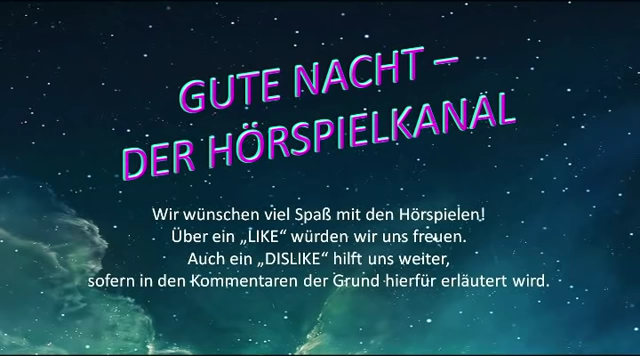 GUTE NACHT –
DER HÖRSPIELKANAL
Wir wünschen viel Spaß mit den Hörspielen!
Über ein „LIKE“ würden wir uns freuen.
Auch ein „DISLIKE“ hilft uns weiter,
sofern in den Kommentaren der Grund hierfür erläutert wird.